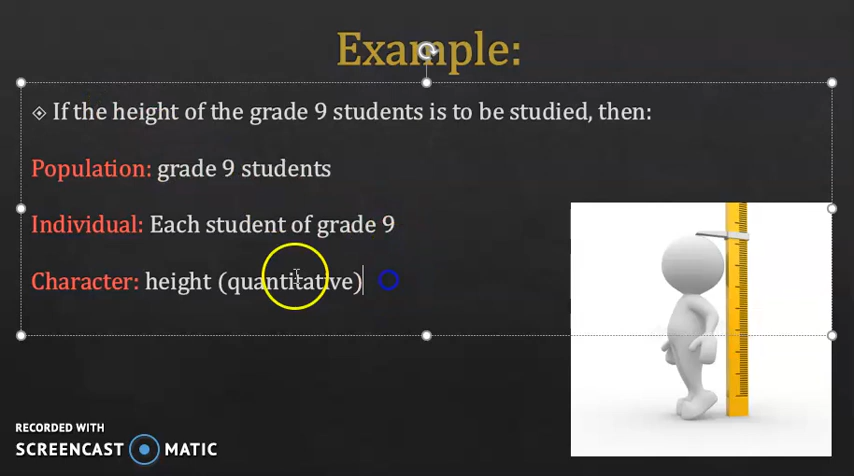 Example:
If the height of the grade 9 students is to be studied, then:
Population: grade 9 students
Individual: Each student of grade 9
Character: height (quantitative)
RECORDED WITH
SCREENCAST MATIC